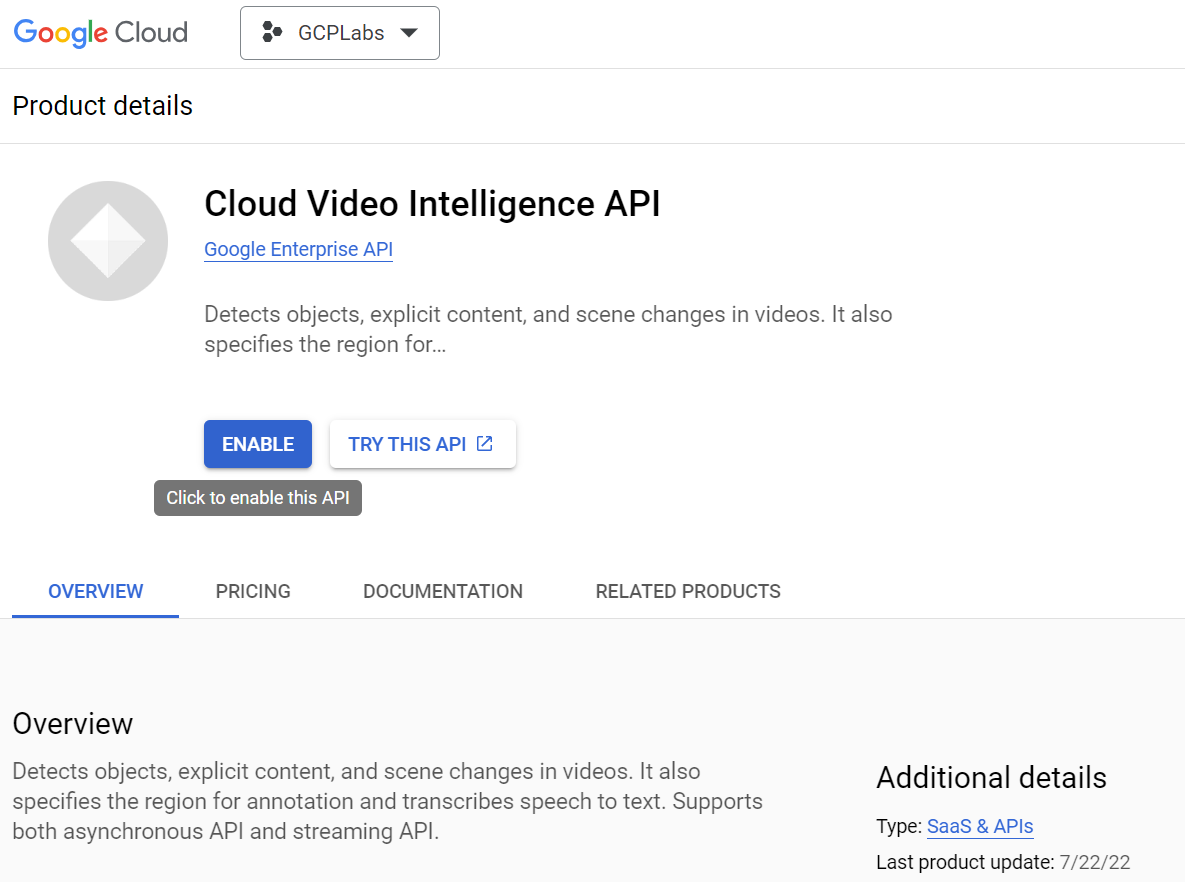 Google Cloud
GCPLabs
Product details
Cloud Video Intelligence API
Google Enterprise API
Detects objects, explicit content, and scene changes in videos. It also
specifies the region for...
ENABLE
TRY THIS API
Click to enable this API
OVERVIEW
PRICING
DOCUMENTATION
RELATED PRODUCTS
Overview
Detects objects, explicit content, and scene changes in videos. It also
specifies the region for annotation and transcribes speech to text. Supports
both asynchronous API and streaming API.
Additional details
Type: SaaS & APIs
Last product update: 7/22/22